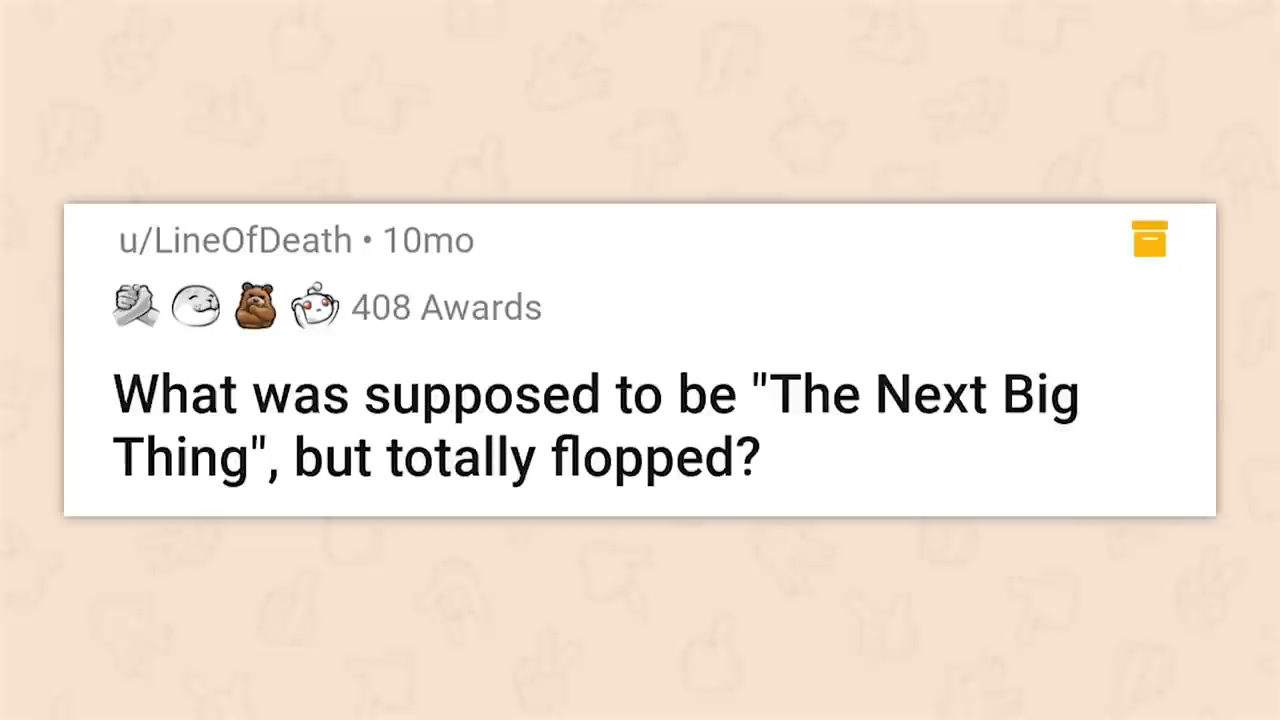 u/LineOfDeath • 10mo
408 Awards
What was supposed to be "The Next Big
Thing", but totally flopped?